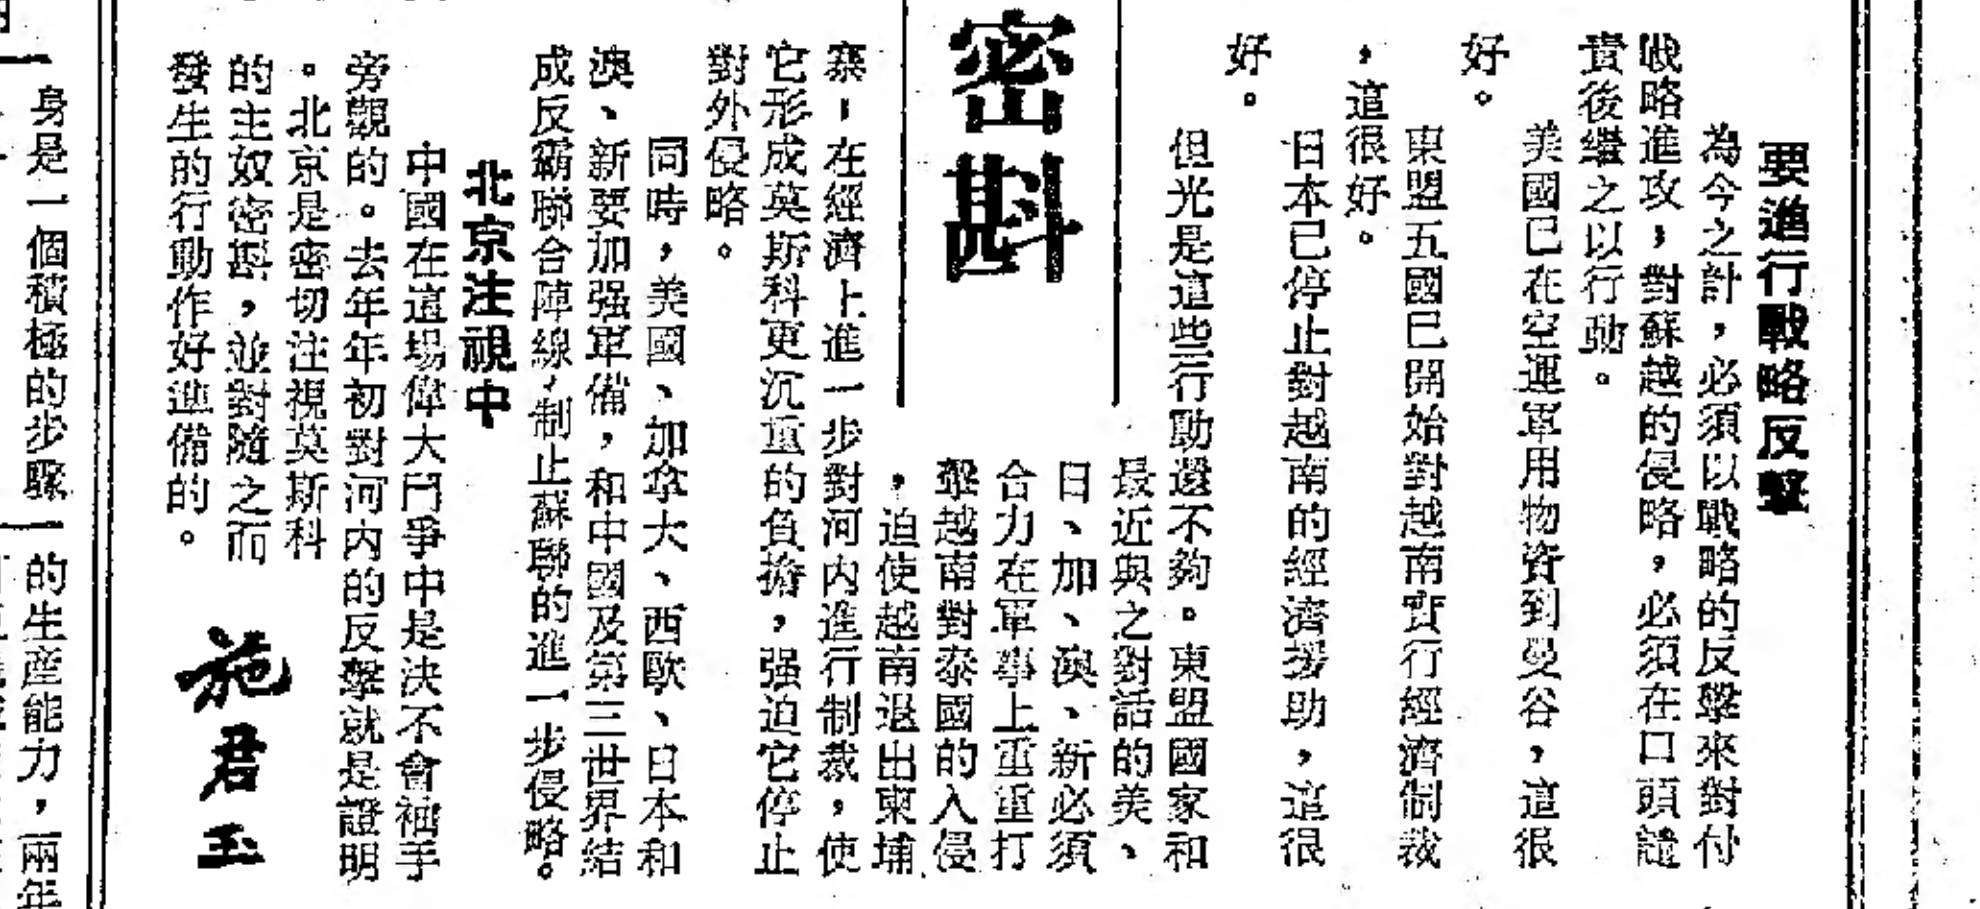 要進行戰略反擊
為今之計，必須以戰略的反擊來對付
戰略進攻，對蘇越的侵略，必須在口頭譴
責後繼之以行動。
美國已在空運軍用物資到曼谷，這很
好。
東盟五國已開始對越南實行經濟制裁
，這很好。
日本已停止對越南的經濟援助，這很
好。
但光是這些行動還不夠。東盟國家和
最近與之對話的美、
日、加、澳、新必須
合力在軍事上重重打
擊越南對泰國的入侵
，迫使越南退出柬埔
密斟
寨，在經濟上進一步對河內進行制裁，使
它形成莫斯科更沉重的負擔，强迫它停止
對外侵略。
同時，美國、加拿大、西歐、日本和
澳、新要加强軍備，和中國及第三世界結
成反霸聯合陣線，制止蘇聯的進一步侵略。
北京注視中
中國在這場偉大鬥爭中是決不會袖手
旁觀的。去年年初對河內的反擊就是證明
。北京是密切注視莫斯科
的主奴密斟，並對隨之而
發生的行動作好進備的。
施君玉
身是一個積極的步驟
的生產能力，兩年